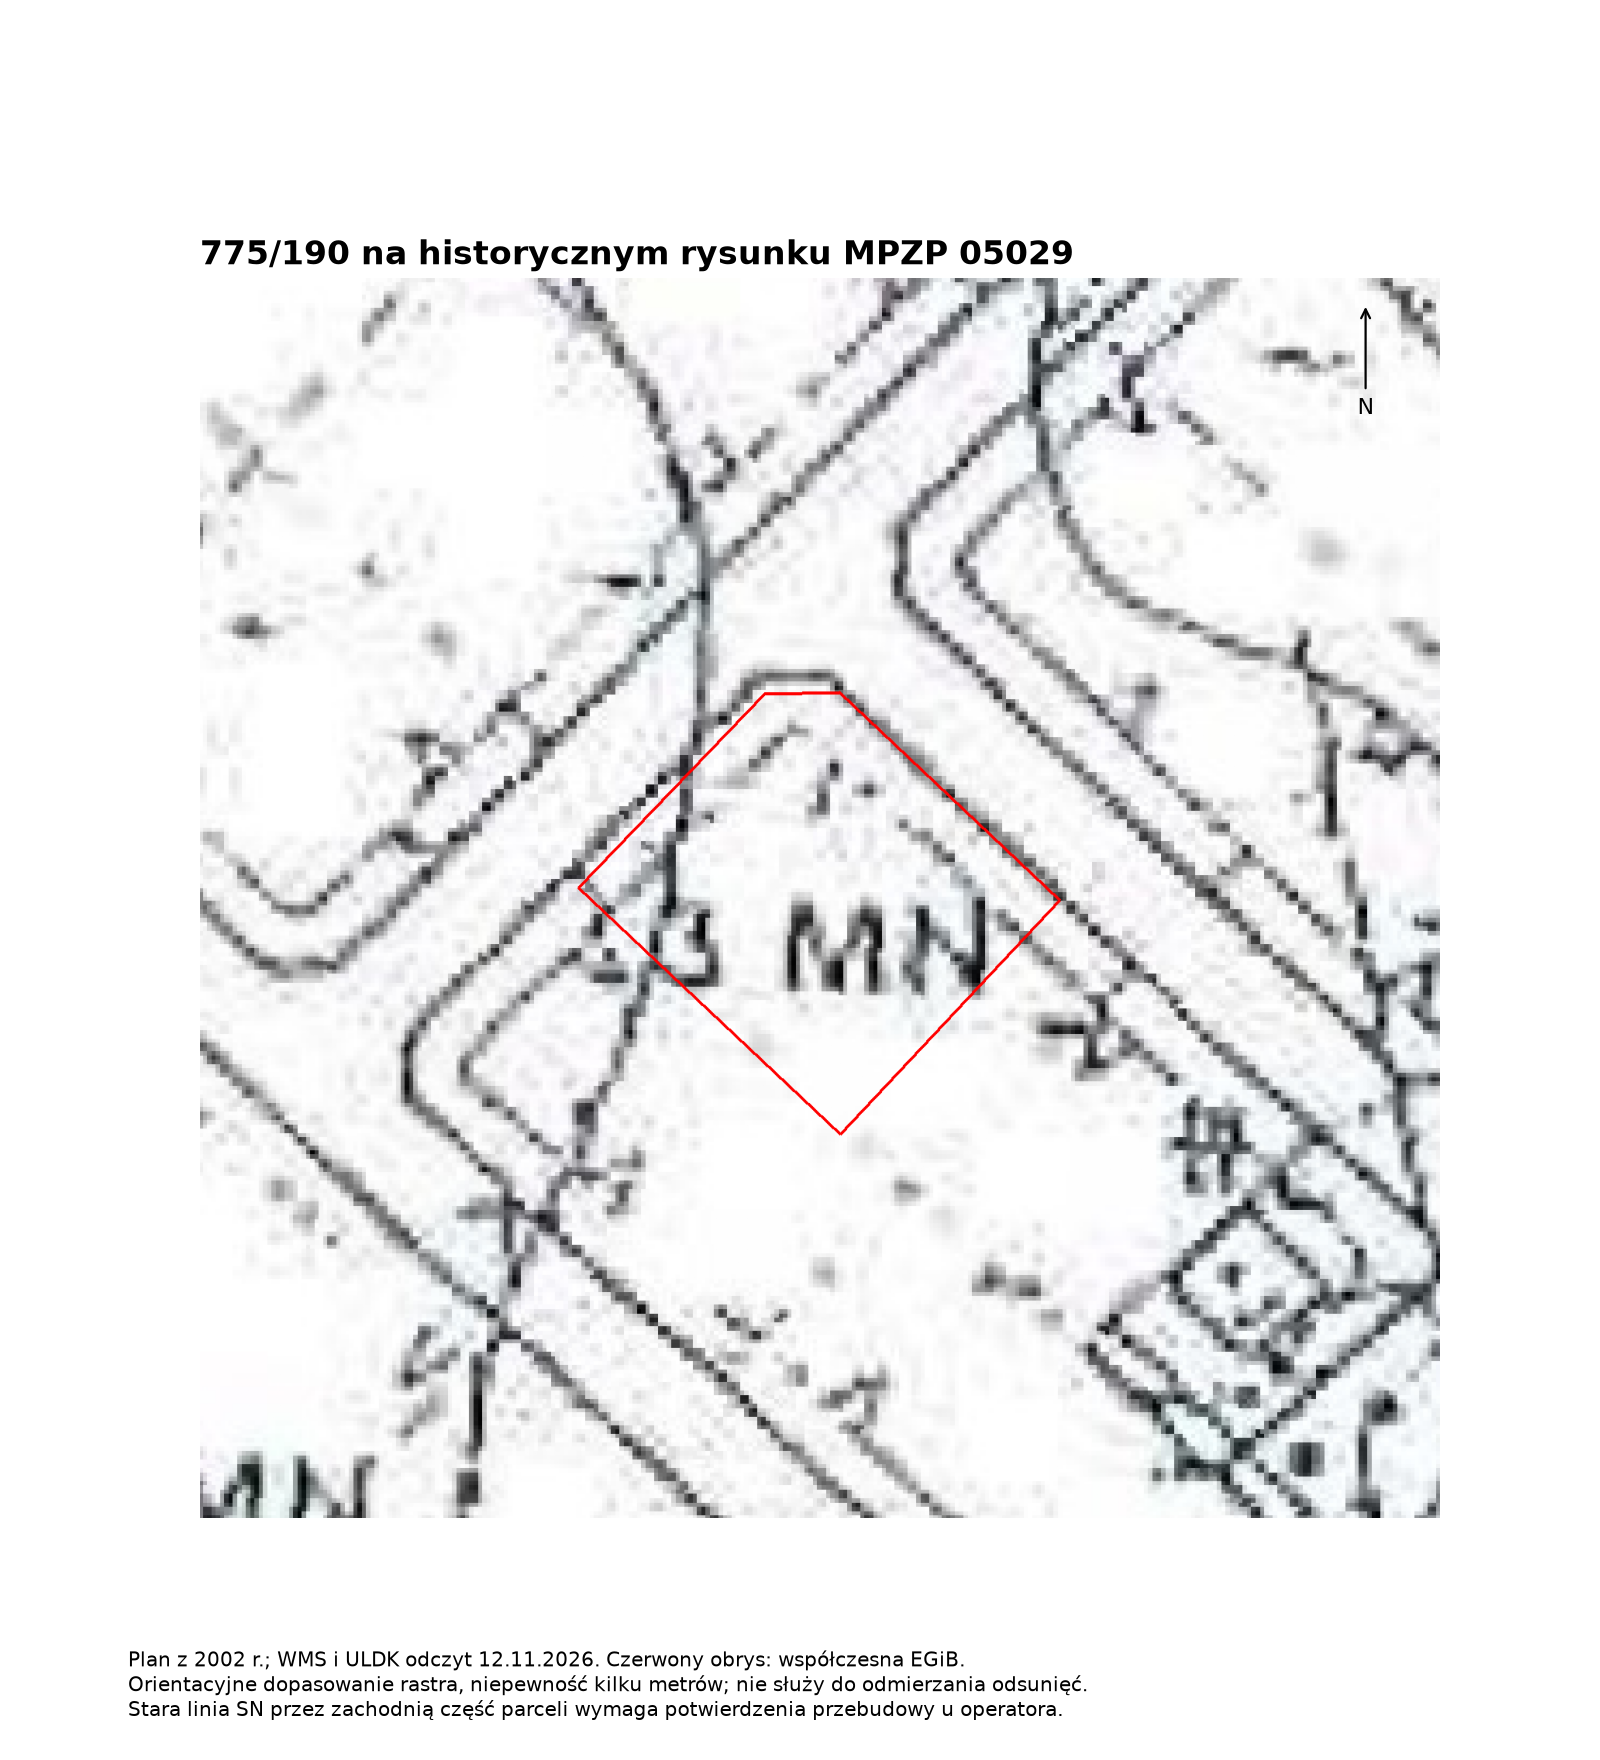 775/190 na historycznym rysunku MPZP 05029
N
3 MN
MN
Plan z 2002 r.; WMS i ULDK odczyt 12.11.2026. Czerwony obrys: współczesna EGiB.
Orientacyjne dopasowanie rastra, niepewność kilku metrów; nie służy do odmierzania odsunięć.
Stara linia SN przez zachodnią część parceli wymaga potwierdzenia przebudowy u operatora.